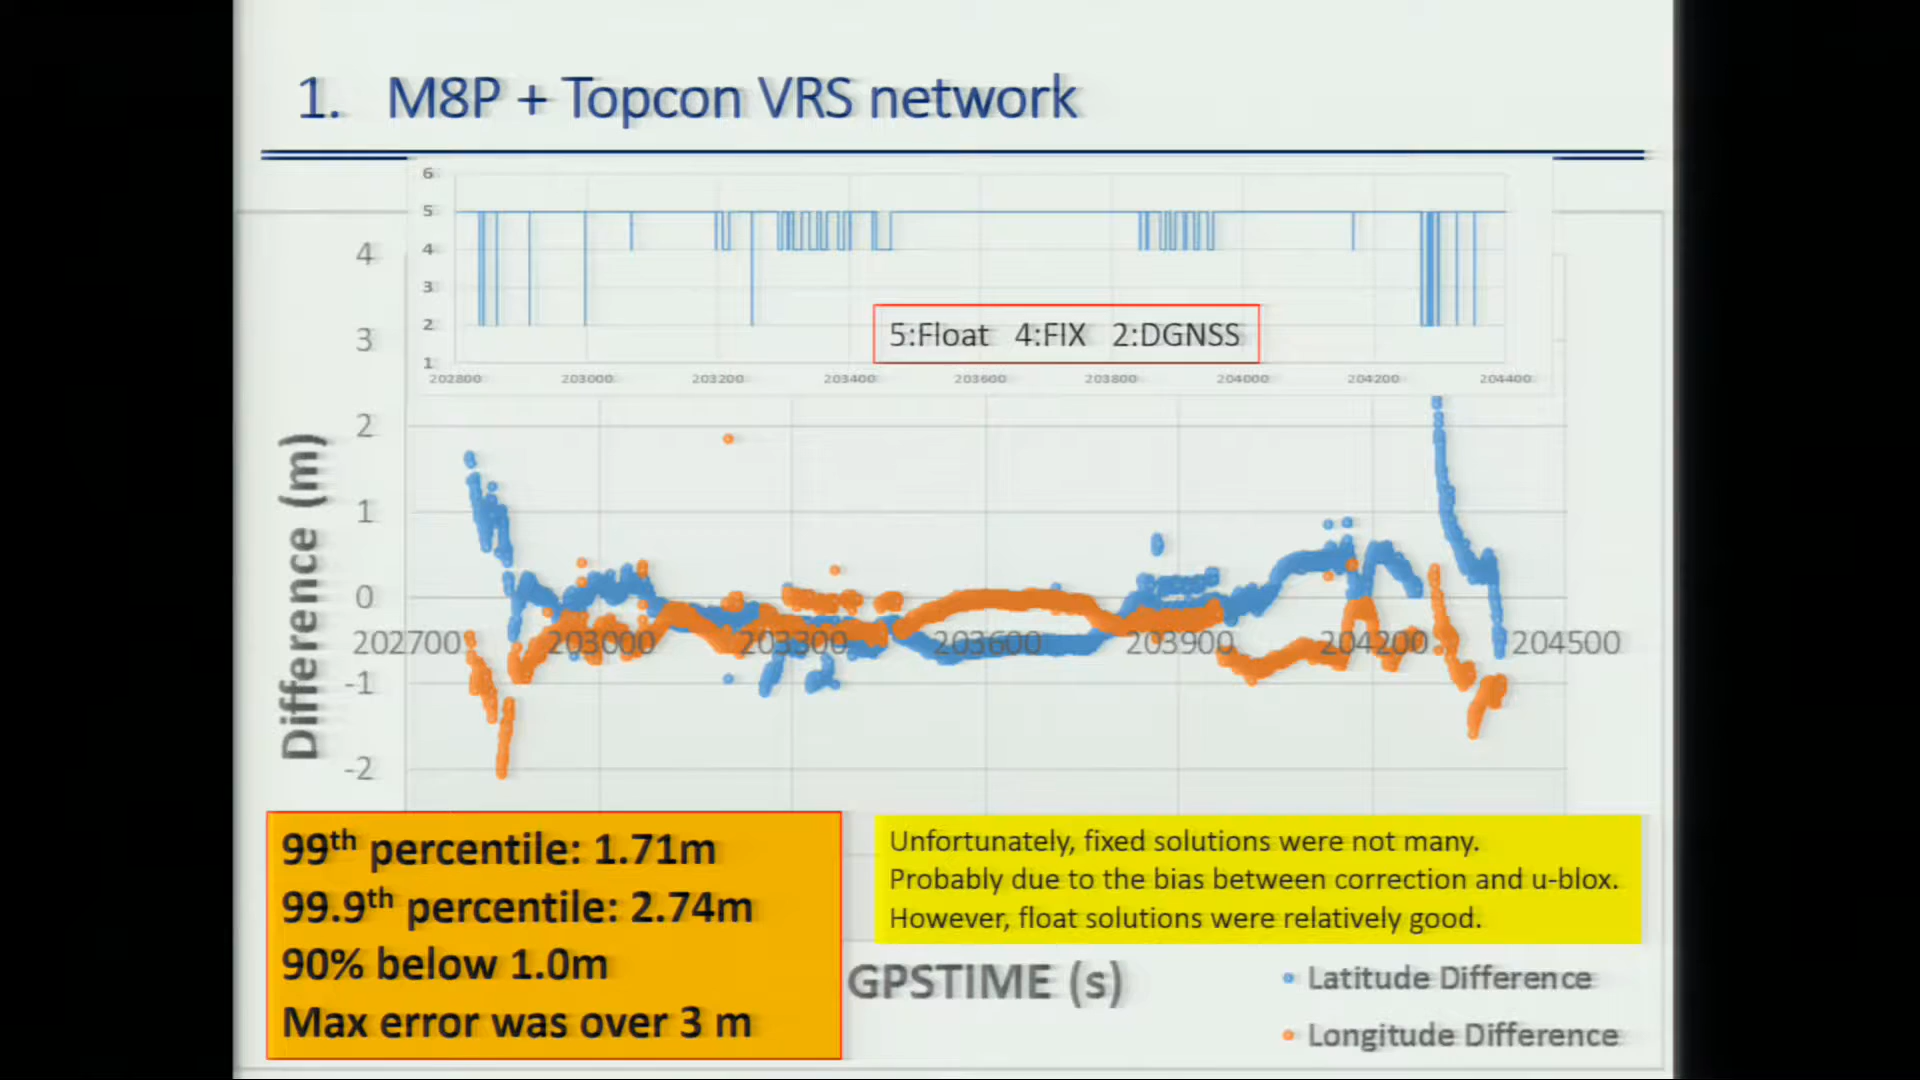 1. M8P + Topcon VRS network
6
5
4
3
2
1
5:Float 4:FIX 2:DGNSS
202800 203000 203200 203400 203600 203800 204000 204200 204400
4
3
2
1
0
-1
-2
Difference (m)
202700 203000 203300 203600 203900 204200 204500
99th percentile: 1.71m
99.9th percentile: 2.74m
90% below 1.0m
Max error was over 3 m
Unfortunately, fixed solutions were not many.
Probably due to the bias between correction and u-blox.
However, float solutions were relatively good.
GPSTIME (s)
Latitude Difference
Longitude Difference